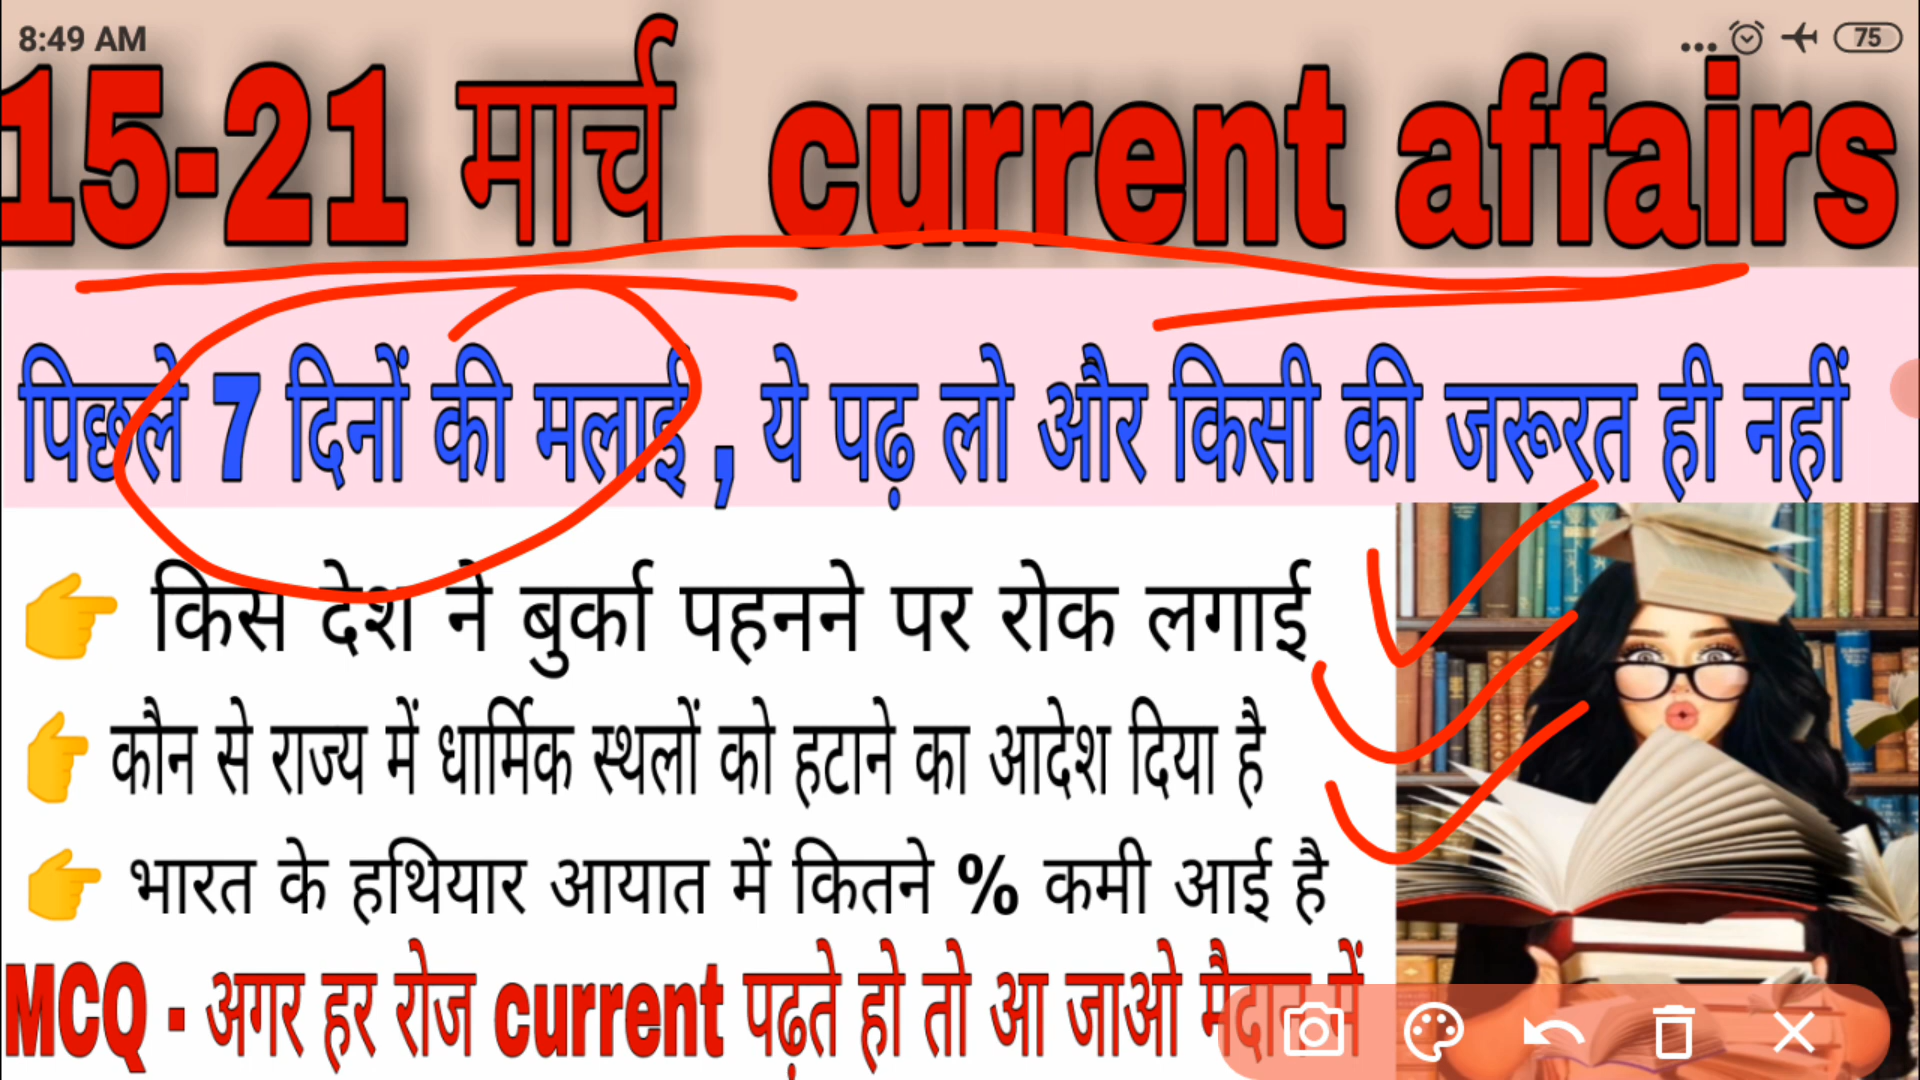 8:49 AM
75
15-21 मार्च current affairs
पिछले 7 दिनों की मलाई , ये पढ़ लो और किसी की जरूरत ही नहीं
किस देश ने बुर्का पहनने पर रोक लगाई
कौन से राज्य में धार्मिक स्थलों को हटाने का आदेश दिया है
भारत के हथियार आयात में कितने % कमी आई है
MCQ - अगर हर रोज current पढ़ते हो तो आ जाओ मैदान में